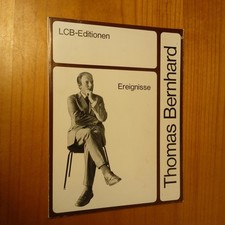 LCB-Editionen
Ereignisse
Thomas Bernhard